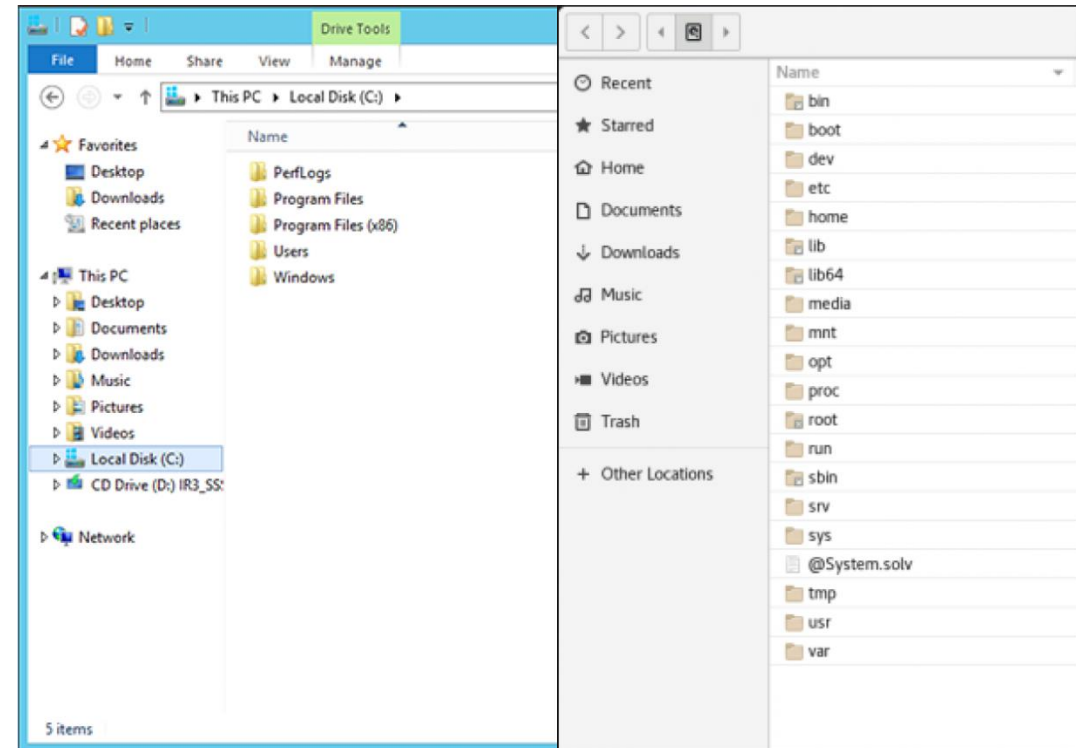 Drive Tools
File Home Share View Manage
This PC Local Disk (C:)
Name
Favorites
Desktop
Downloads
Recent places
This PC
Desktop
Documents
Downloads
Music
Pictures
Videos
Local Disk (C:)
CD Drive (D:) IR3_SS
Network
PerfLogs
Program Files
Program Files (x86)
Users
Windows
5 items
Recent
Starred
Home
Documents
Downloads
Music
Pictures
Videos
Trash
+ Other Locations
Name
bin
boot
dev
etc
home
lib
lib64
media
mnt
opt
proc
root
run
sbin
srv
sys
@System.solv
tmp
usr
var